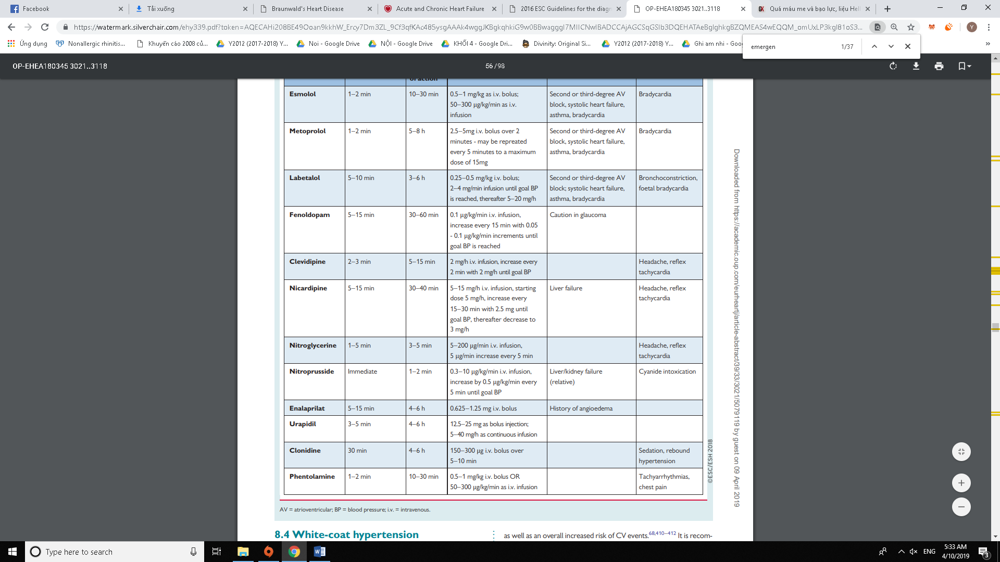 Facebook
Tải xuống
Braunwald's Heart Disease
Acute and Chronic Heart Failure
2016 ESC Guidelines for the diagn
OP-EHEA180345 3021..3118
Quá máu me và bạo lực, liệu Hell
https://watermark.silverchair.com/ehy339.pdf?token=
Ứng dụng
Nonallergic rhinitis...
Khuyến cáo 2008 củ...
Y2012 (2017-2018) Y...
Noi - Google Drive
NỘI - Google Drive
KHỐI 4 - Google Dri...
Divinity: Original Si...
Y2012 (2017-2018) Y...
Ghi am nhi - Goog
»
emergen
1/37
OP-EHEA180345 3021..3118
56 / 98
of action
Esmolol
1–2 min
10–30 min
0.5–1 mg/kg as i.v. bolus;
50–300 μg/kg/min as i.v.
infusion
Second or third-degree AV
block, systolic heart failure,
asthma, bradycardia
Bradycardia
Metoprolol
1–2 min
5–8 h
2.5–5mg i.v. bolus over 2
minutes - may be repreated
every 5 minutes to a maximum
dose of 15mg
Second or third-degree AV
block, systolic heart failure,
asthma, bradycardia
Bradycardia
Labetalol
5–10 min
3–6 h
0.25–0.5 mg/kg i.v. bolus;
2–4 mg/min infusion until goal BP
is reached, thereafter 5–20 mg/h
Second or third-degree AV
block; systolic heart failure,
asthma, bradycardia
Bronchoconstriction,
foetal bradycardia
Fenoldopam
5–15 min
30–60 min
0.1 μg/kg/min i.v. infusion,
increase every 15 min with 0.05
- 0.1 μg/kg/min increments until
goal BP is reached
Caution in glaucoma
Clevidipine
2–3 min
5–15 min
2 mg/h i.v. infusion, increase every
2 min with 2 mg/h until goal BP
Headache, reflex
tachycardia
Nicardipine
5–15 min
30–40 min
5–15 mg/h i.v. infusion, starting
dose 5 mg/h, increase every
15–30 min with 2.5 mg until
goal BP, thereafter decrease to
3 mg/h
Liver failure
Headache, reflex
tachycardia
Nitroglycerine
1–5 min
3–5 min
5–200 μg/min i.v. infusion,
5 μg/min increase every 5 min
Headache, reflex
tachycardia
Nitroprusside
Immediate
1–2 min
0.3–10 μg/kg/min i.v. infusion,
increase by 0.5 μg/kg/min every
5 min until goal BP
Liver/kidney failure
(relative)
Cyanide intoxication
Enalaprilat
5–15 min
4–6 h
0.625–1.25 mg i.v. bolus
History of angioedema
Urapidil
3–5 min
4–6 h
12.5–25 mg as bolus injection;
5–40 mg/h as continuous infusion
Clonidine
30 min
4–6 h
150–300 μg i.v. bolus over
5–10 min
Sedation, rebound
hypertension
Phentolamine
1–2 min
10–30 min
0.5–1 mg/kg i.v. bolus OR
50–300 μg/kg/min as i.v. infusion
Tachyarrhythmias,
chest pain
©ESC/ESH 2018
Downloaded from https://academic.oup.com/eurheartj/article-abstract/39/33/3021/5079119 by guest on 09 April 2019
AV = atrioventricular; BP = blood pressure; i.v. = intravenous.
8.4 White-coat hypertension
as well as an overall increased risk of CV events.68,410–412 It is recom-
Type here to search
ENG
5:33 AM
4/10/2019
3